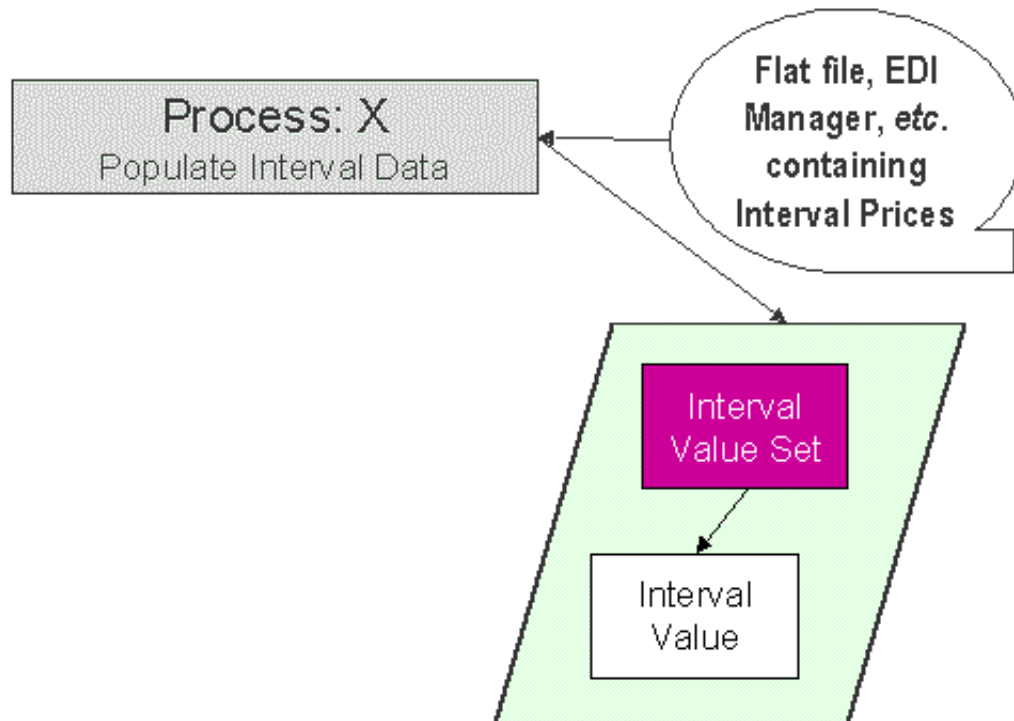 Process: X
Populate Interval Data
Flat file, EDI
Manager, etc.
containing
Interval Prices
Interval
Value Set
Interval
Value